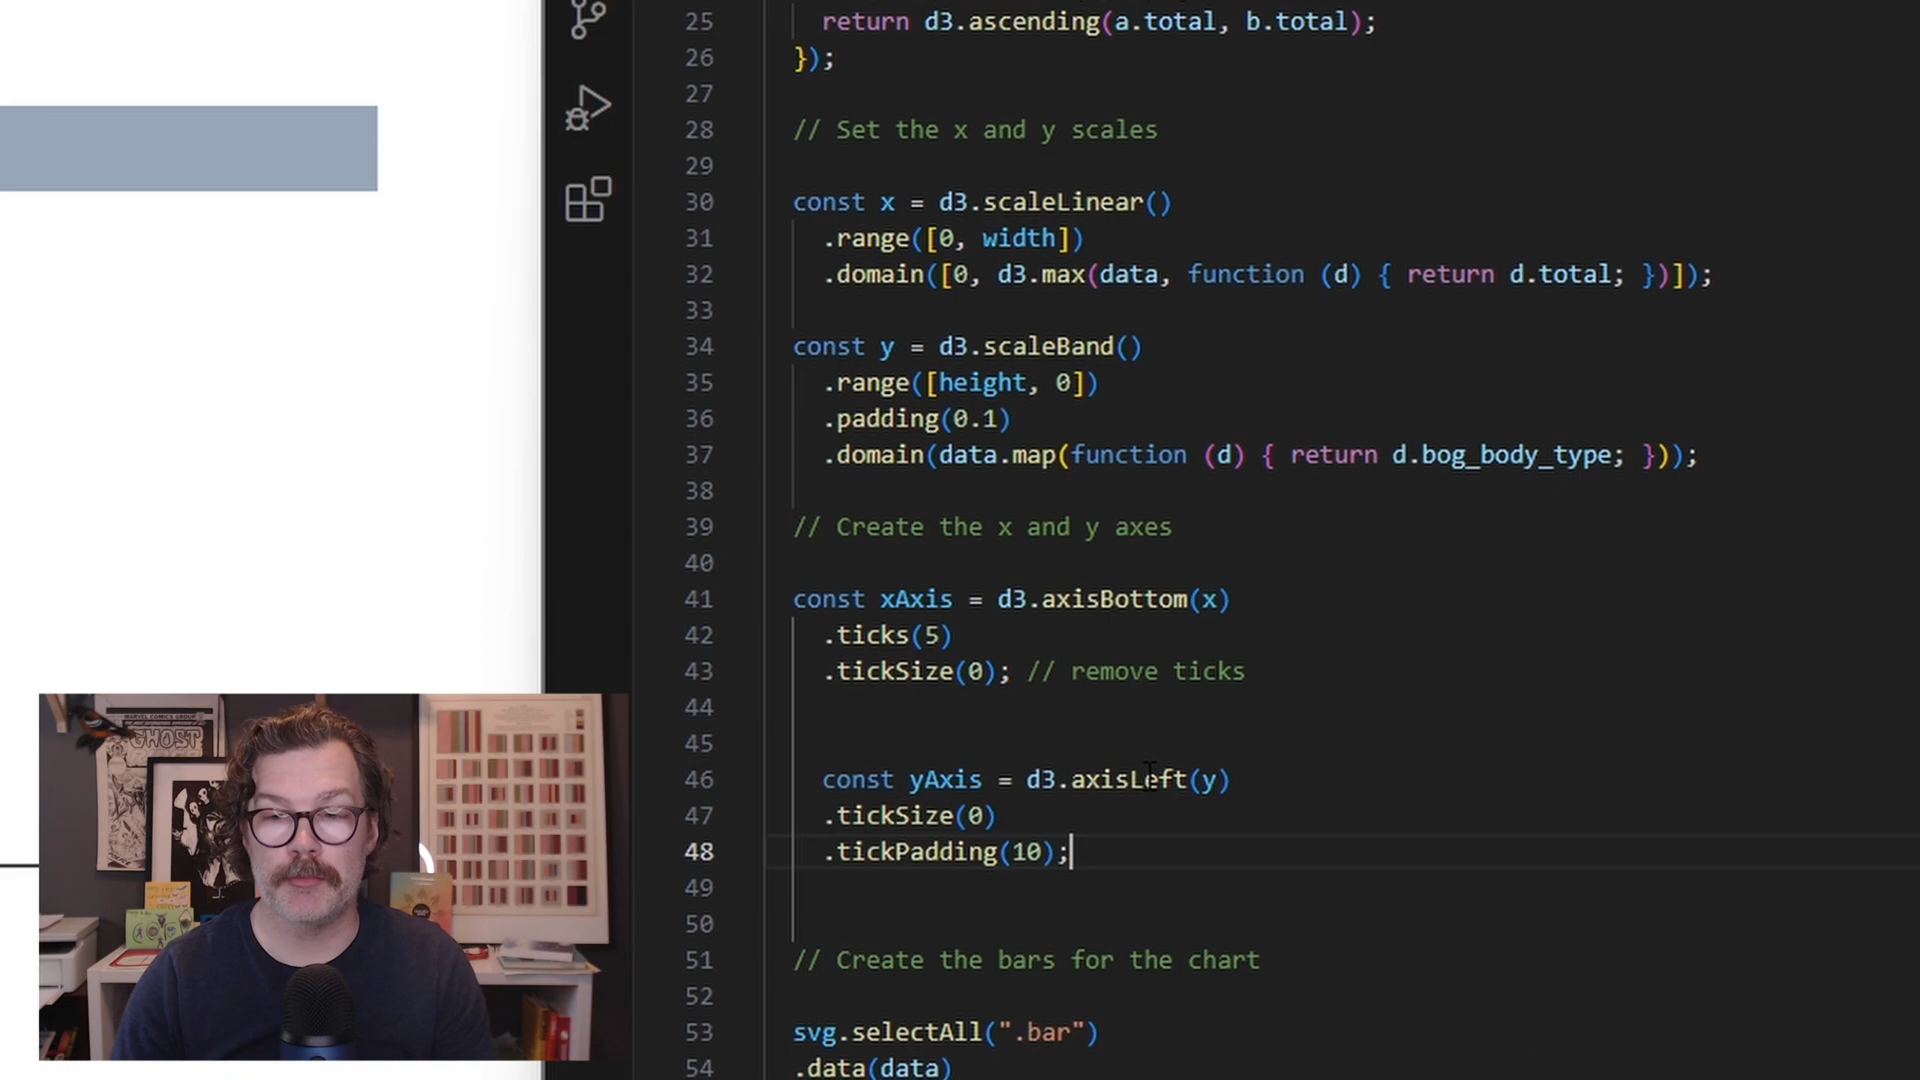 25 return d3.ascending(a.total, b.total);
26 });
27
28 // Set the x and y scales
29
30 const x = d3.scaleLinear()
31 .range([0, width])
32 .domain([0, d3.max(data, function (d) { return d.total; })]);
33
34 const y = d3.scaleBand()
35 .range([height, 0])
36 .padding(0.1)
37 .domain(data.map(function (d) { return d.bog_body_type; }));
38
39 // Create the x and y axes
40
41 const xAxis = d3.axisBottom(x)
42 .ticks(5)
43 .tickSize(0); // remove ticks
44
45
46 const yAxis = d3.axisLeft(y)
47 .tickSize(0)
48 .tickPadding(10);
49
50
51 // Create the bars for the chart
52
53 svg.selectAll(".bar")
54 .data(data)
MARVEL COMICS GROUP
GHOST